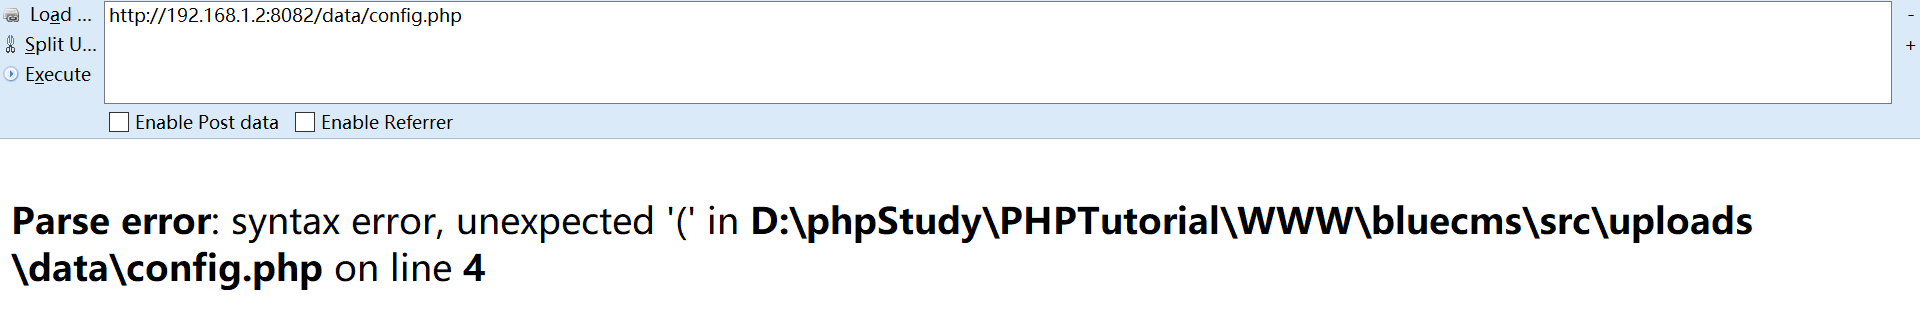 Load ...
http://192.168.1.2:8082/data/config.php
-
Split U...
+
Execute
Enable Post data
Enable Referrer
Parse error: syntax error, unexpected '(' in D:\phpStudy\PHPTutorial\WWW\bluecms\src\uploads
\data\config.php on line 4